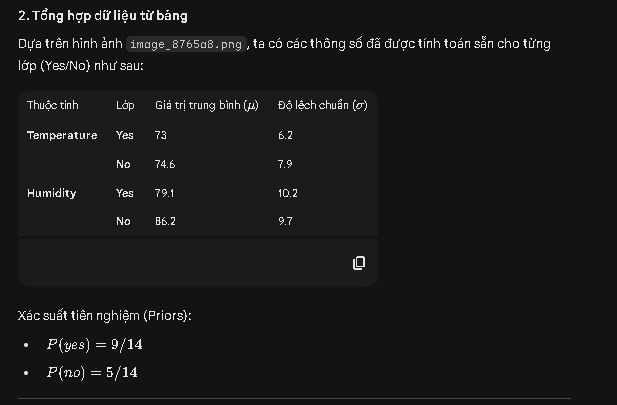 2. Tổng hợp dữ liệu từ bảng
Dựa trên hình ảnh image_8765a8.png, ta có các thông số đã được tính toán sẵn cho từng
lớp (Yes/No) như sau:
Thuộc tính Lớp Giá trị trung bình (μ) Độ lệch chuẩn (σ)
Temperature Yes 73 6.2
No 74.6 7.9
Humidity Yes 79.1 10.2
No 86.2 9.7
Xác suất tiên nghiệm (Priors):
• P(yes) = 9/14
• P(no) = 5/14